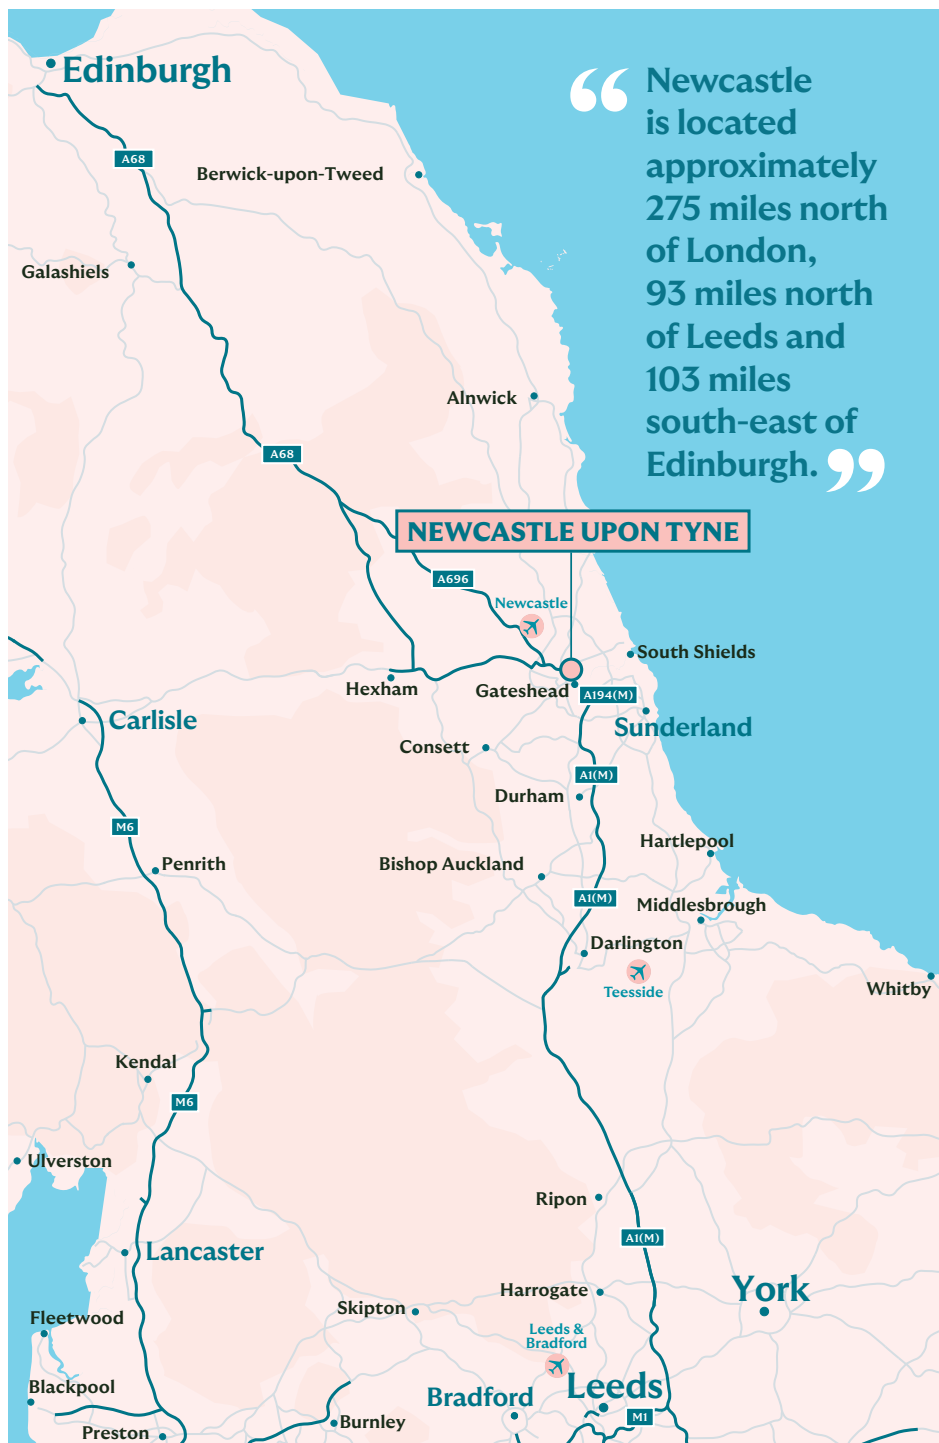 Edinburgh
“ Newcastle
is located
approximately
275 miles north
of London,
93 miles north
of Leeds and
103 miles
south-east of
Edinburgh. ”
A68
Berwick-upon-Tweed
Galashiels
Alnwick
A68
NEWCASTLE UPON TYNE
A696
Newcastle
South Shields
Hexham
Gateshead
A194(M)
Carlisle
Sunderland
Consett
A1(M)
Durham
M6
Hartlepool
Penrith
Bishop Auckland
A1(M)
Middlesbrough
Darlington
Teesside
Whitby
Kendal
M6
Ulverston
Ripon
A1(M)
Lancaster
Harrogate
York
Skipton
Fleetwood
Leeds &
Bradford
Blackpool
Bradford
Leeds
M1
Burnley
Preston